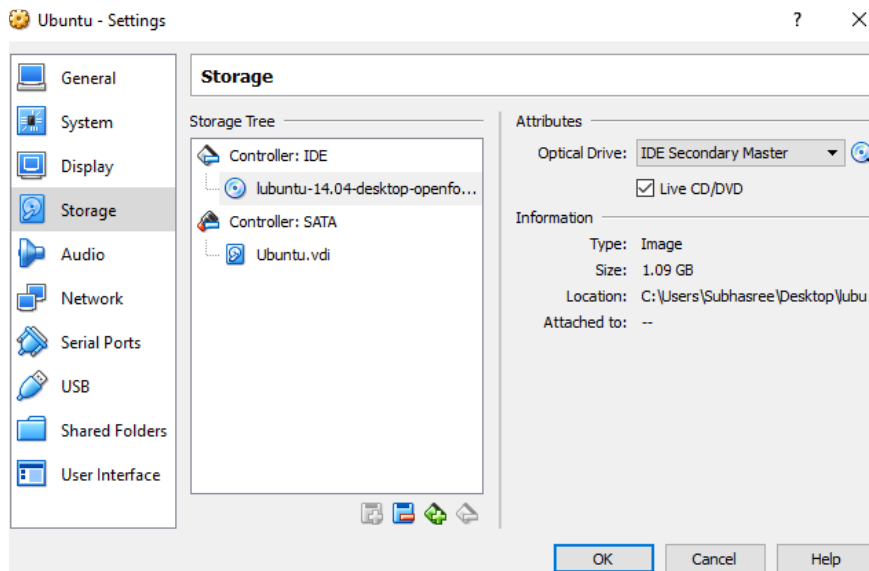 Ubuntu - Settings
?
General
System
Display
Storage
Audio
Network
Serial Ports
USB
Shared Folders
User Interface
Storage
Storage Tree
Controller: IDE
lubuntu-14.04-desktop-openfo...
Controller: SATA
Ubuntu.vdi
Attributes
Optical Drive: IDE Secondary Master
Live CD/DVD
Information
Type: Image
Size: 1.09 GB
Location: C:\Users\Subhasree\Desktop\lubu.
Attached to: --
OK
Cancel
Help